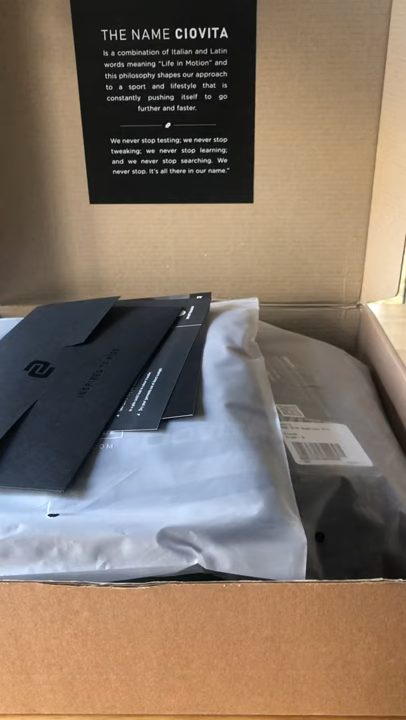 THE NAME CIOVITA
Is a combination of Italian and Latin
words meaning "Life in Motion" and
this philosophy shapes our approach
to a sport and lifestyle that is
constantly pushing itself to go
further and faster.
We never stop testing; we never stop
tweaking; we never stop learning;
and we never stop searching. We
never stop. It's all there in our name."